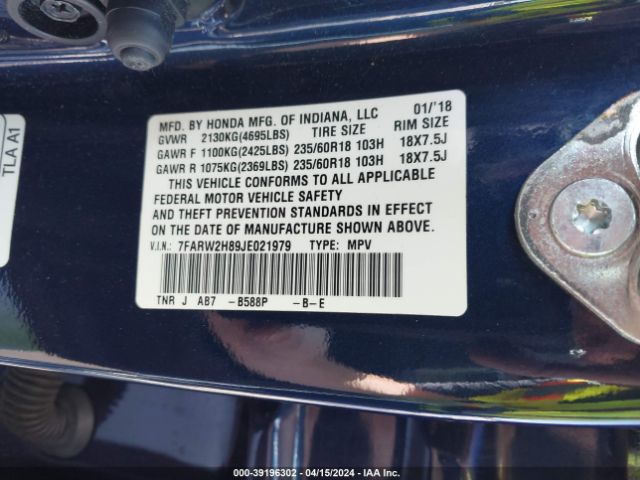 TLA A1
MFD. BY HONDA MFG. OF INDIANA, LLC 01/'18
GVWR 2130KG(4695LBS) TIRE SIZE RIM SIZE
GAWR F 1100KG(2425LBS) 235/60R18 103H 18X7.5J
GAWR R 1075KG(2369LBS) 235/60R18 103H 18X7.5J
THIS VEHICLE CONFORMS TO ALL APPLICABLE
FEDERAL MOTOR VEHICLE SAFETY
AND THEFT PREVENTION STANDARDS IN EFFECT
ON THE DATE OF MANUFACTURE SHOWN ABOVE.
V.I.N.: 7FARW2H89JE021979 TYPE: MPV
TNR J AB7 -B588P -B-E
000-39196302 - 04/15/2024 - IAA Inc.